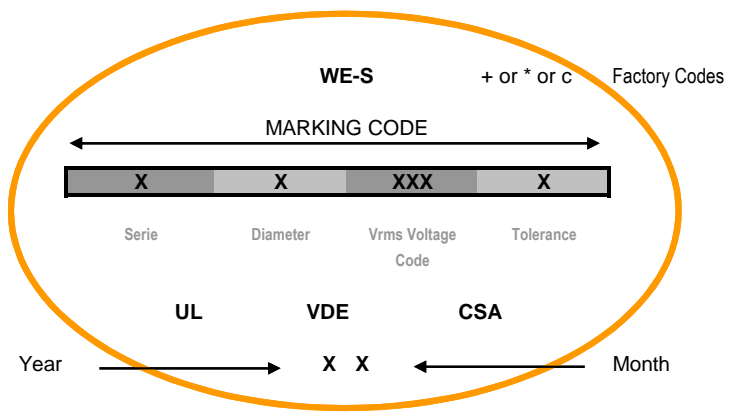 WE-S + or * or c Factory Codes
MARKING CODE
X X XXX X
Serie Diameter Vrms Voltage Code Tolerance
UL VDE CSA
Year X X Month